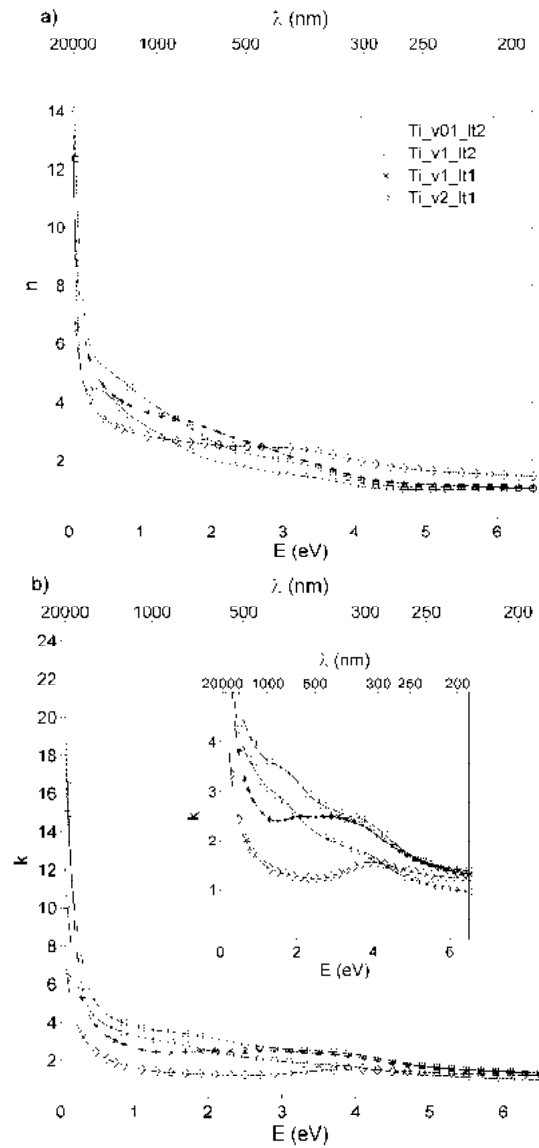 a)
λ (nm)
20000 1000 500 300 250 200
14
12
10
8
6
4
2
n
Ti_v01_lt2
Ti_v1_lt2
Ti_v1_lt1
Ti_v2_lt1
0 1 2 3 4 5 6
E (eV)
b)
λ (nm)
20000 1000 500 300 250 200
24
22
20
18
16
14
12
10
8
6
4
2
k
λ (nm)
20000 1000 500 300 250 200
4
3
2
1
k
0 2 4 6
E (eV)
0 1 2 3 4 5 6
E (eV)